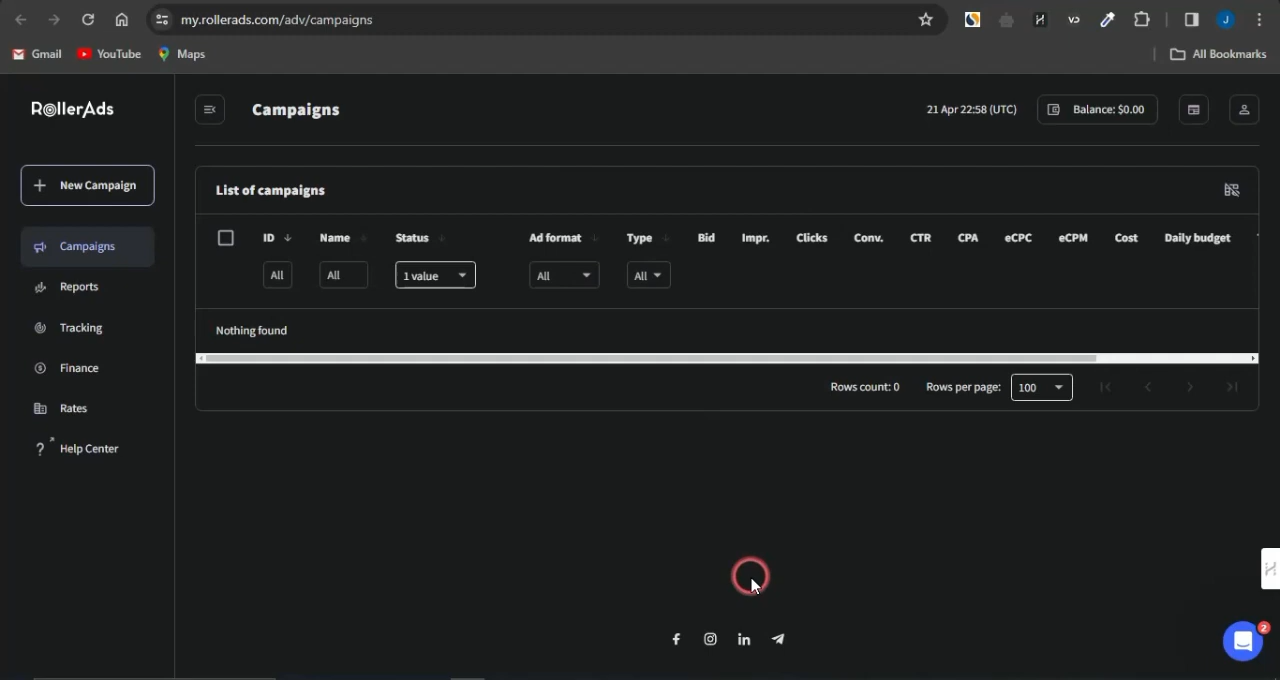 my.rollerads.com/adv/campaigns
J
Gmail
YouTube
Maps
All Bookmarks
RollerAds
Campaigns
21 Apr 22:58 (UTC)
Balance: $0.00
New Campaign
List of campaigns
ID Name Status Ad format Type Bid Impr. Clicks Conv. CTR CPA eCPC eCPM Cost Daily budget
All All 1 value All All
Nothing found
Rows count: 0 Rows per page: 100
Campaigns
Reports
Tracking
Finance
Rates
? Help Center
2